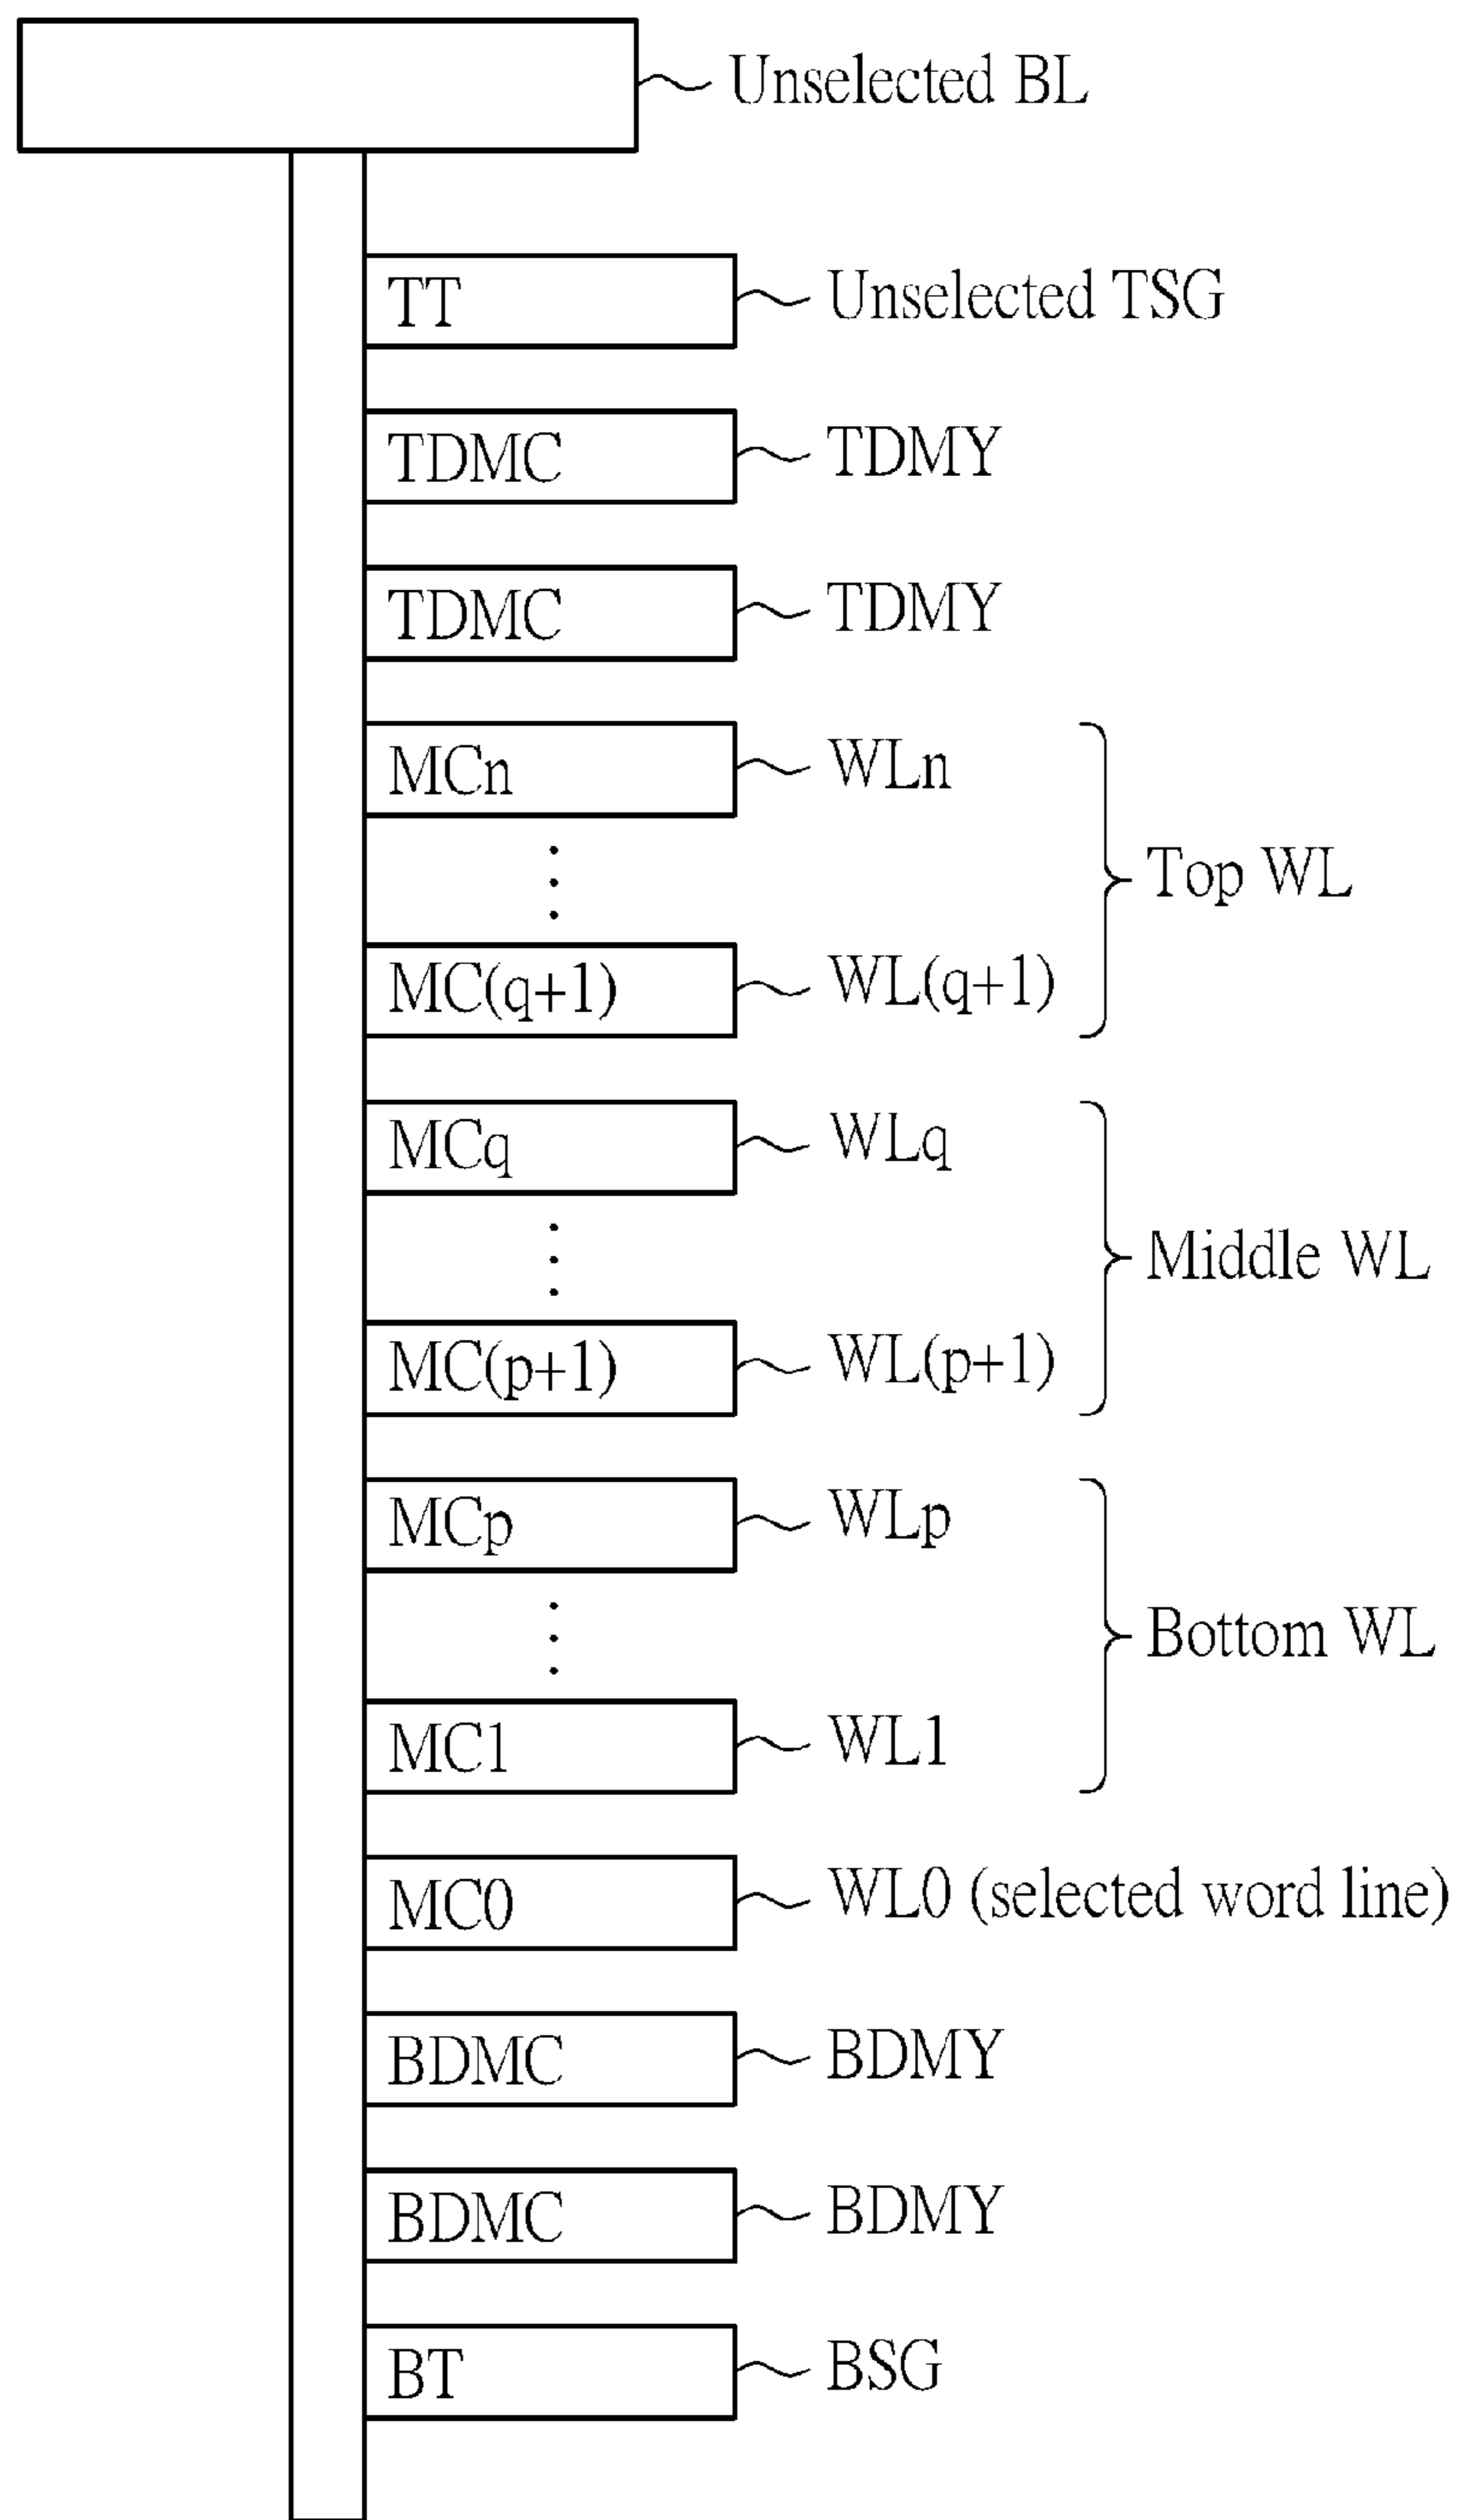 Unselected BL
TT Unselected TSG
TDMC TDMY
TDMC TDMY
MCn WLn
Top WL
MC(q+1) WL(q+1)
MCq WLq
Middle WL
MC(p+1) WL(p+1)
MCp WLp
Bottom WL
MC1 WL1
MC0 WL0 (selected word line)
BDMC BDMY
BDMC BDMY
BT BSG